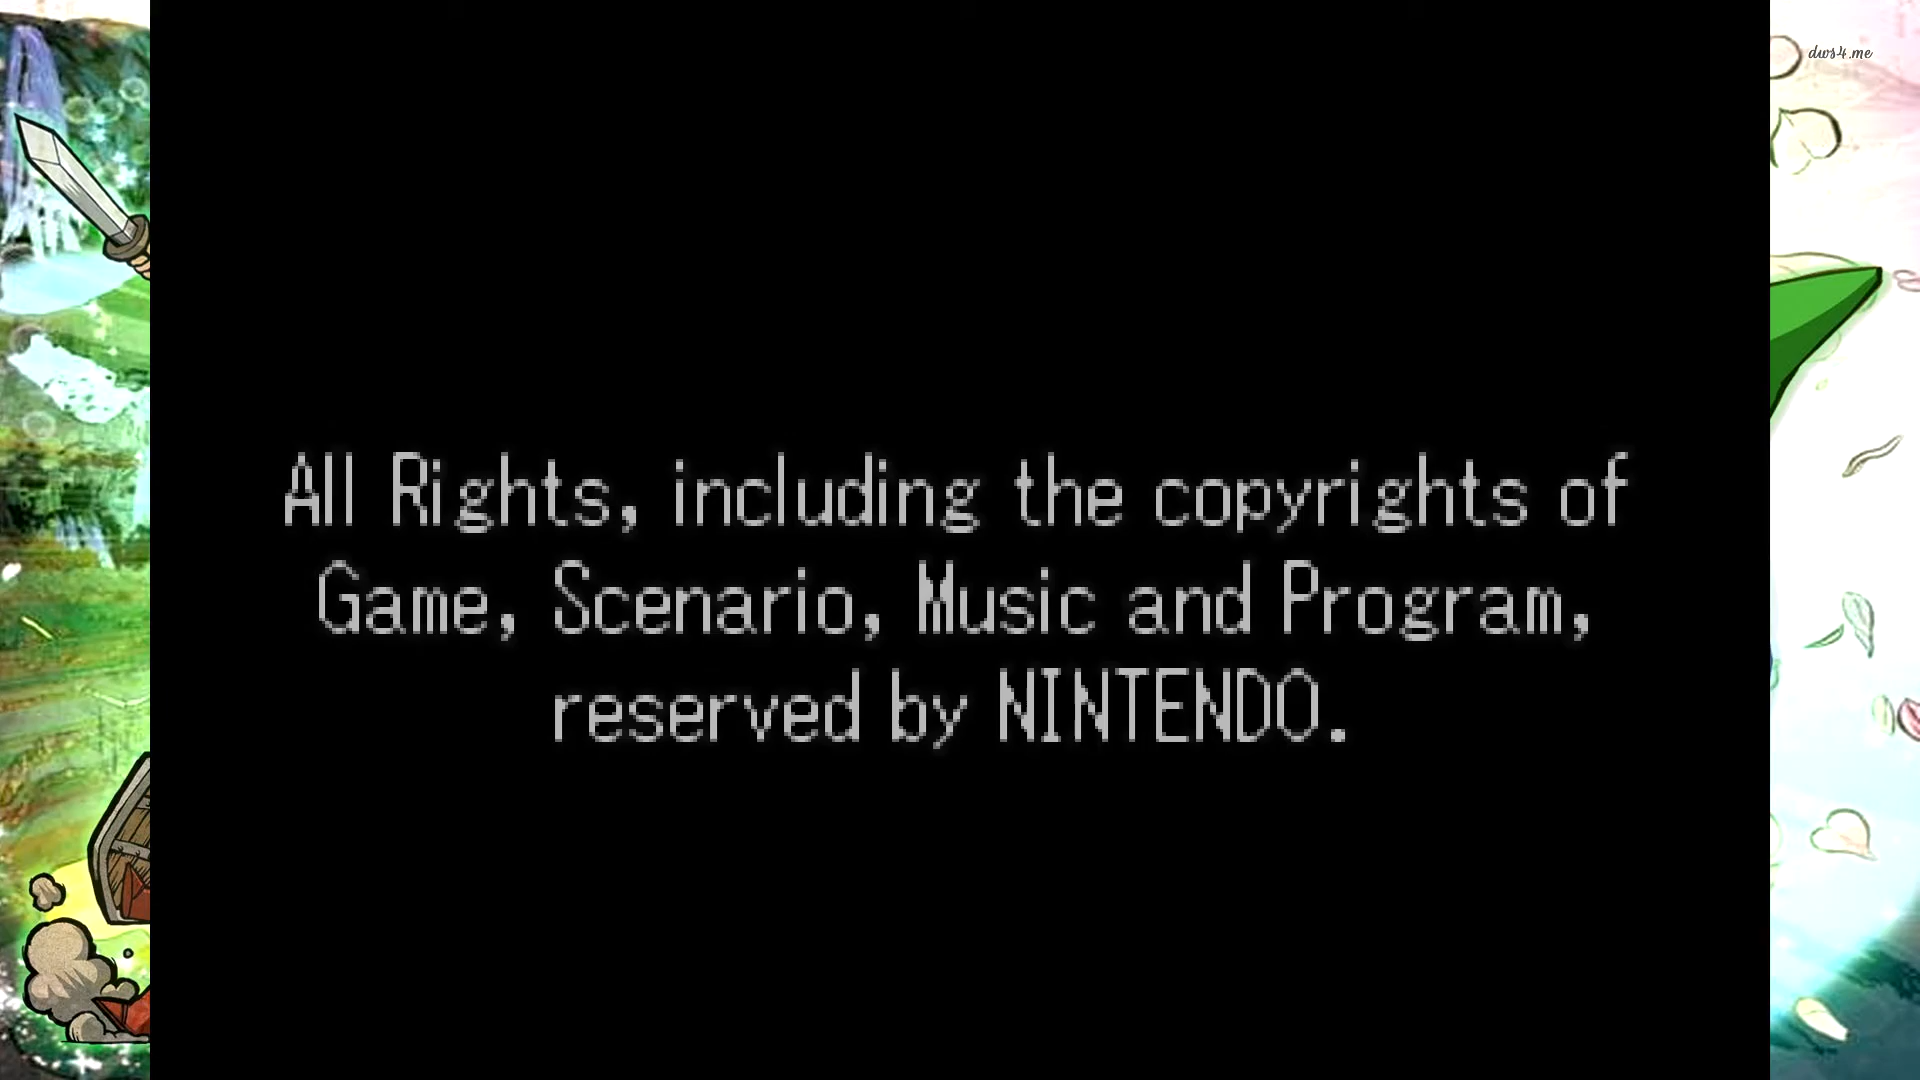 dws4.me
All Rights, including the copyrights of
Game, Scenario, Music and Program,
reserved by NINTENDO.